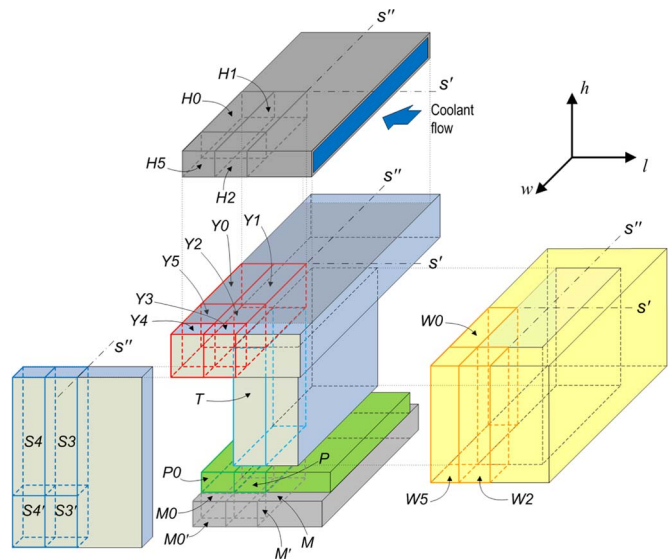 s''
H1
s'
H0
Coolant
flow
h
l
w
H5
H2
s''
Y1
Y0
Y2
Y5
s'
Y3
Y4
s''
s'
W0
s''
T
S4
S3
P
P0
W5
W2
S4'
S3'
M0
M
M0'
M'